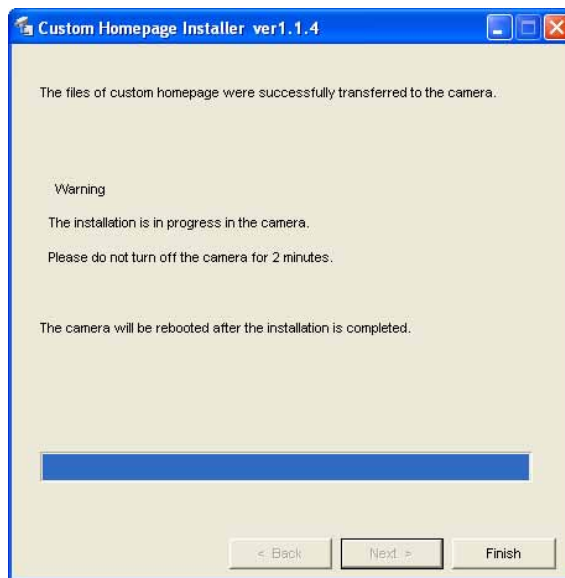 Custom Homepage Installer ver1.1.4
The files of custom homepage were successfully transferred to the camera.
Warning
The installation is in progress in the camera.
Please do not turn off the camera for 2 minutes.
The camera will be rebooted after the installation is completed.
< Back Next > Finish